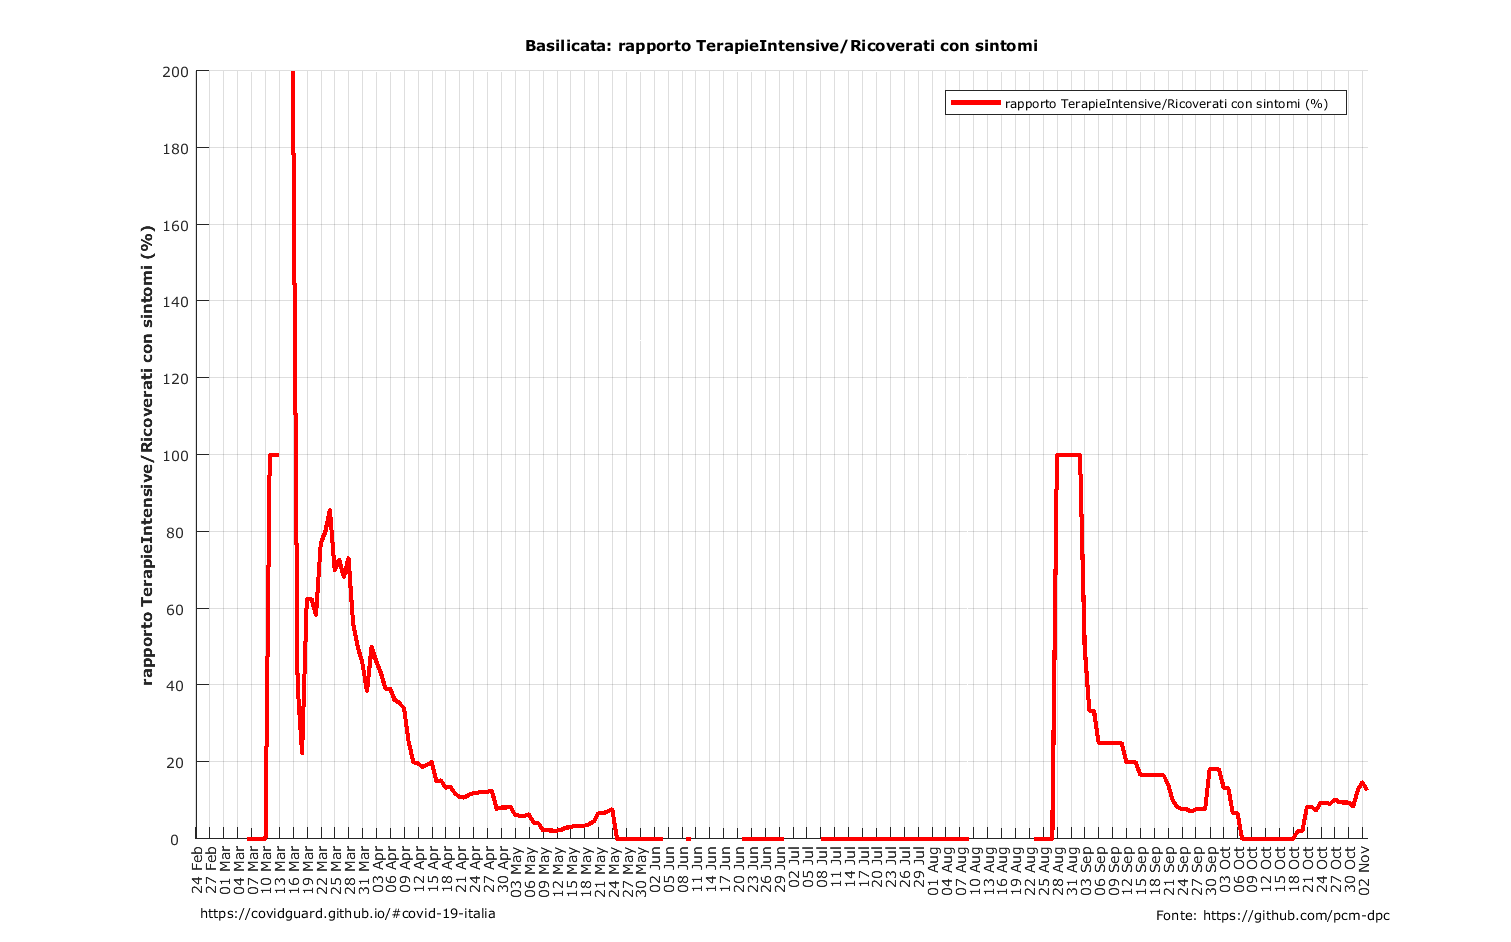 Basilicata: rapporto TerapieIntensive/Ricoverati con sintomi
rapporto TerapieIntensive/Ricoverati con sintomi (%)
rapporto TerapieIntensive/Ricoverati con sintomi (%)
200
180
160
140
120
100
80
60
40
20
0
24 Feb
27 Feb
01 Mar
04 Mar
07 Mar
10 Mar
13 Mar
16 Mar
19 Mar
22 Mar
25 Mar
28 Mar
31 Mar
03 Apr
06 Apr
09 Apr
12 Apr
15 Apr
18 Apr
21 Apr
24 Apr
27 Apr
30 Apr
03 May
06 May
09 May
12 May
15 May
18 May
21 May
24 May
27 May
30 May
02 Jun
05 Jun
08 Jun
11 Jun
14 Jun
17 Jun
20 Jun
23 Jun
26 Jun
29 Jun
02 Jul
05 Jul
08 Jul
11 Jul
14 Jul
17 Jul
20 Jul
23 Jul
26 Jul
29 Jul
01 Aug
04 Aug
07 Aug
10 Aug
13 Aug
16 Aug
19 Aug
22 Aug
25 Aug
28 Aug
31 Aug
03 Sep
06 Sep
09 Sep
12 Sep
15 Sep
18 Sep
21 Sep
24 Sep
27 Sep
30 Sep
03 Oct
06 Oct
09 Oct
12 Oct
15 Oct
18 Oct
21 Oct
24 Oct
27 Oct
30 Oct
02 Nov
https://covidguard.github.io/#covid-19-italia
Fonte: https://github.com/pcm-dpc